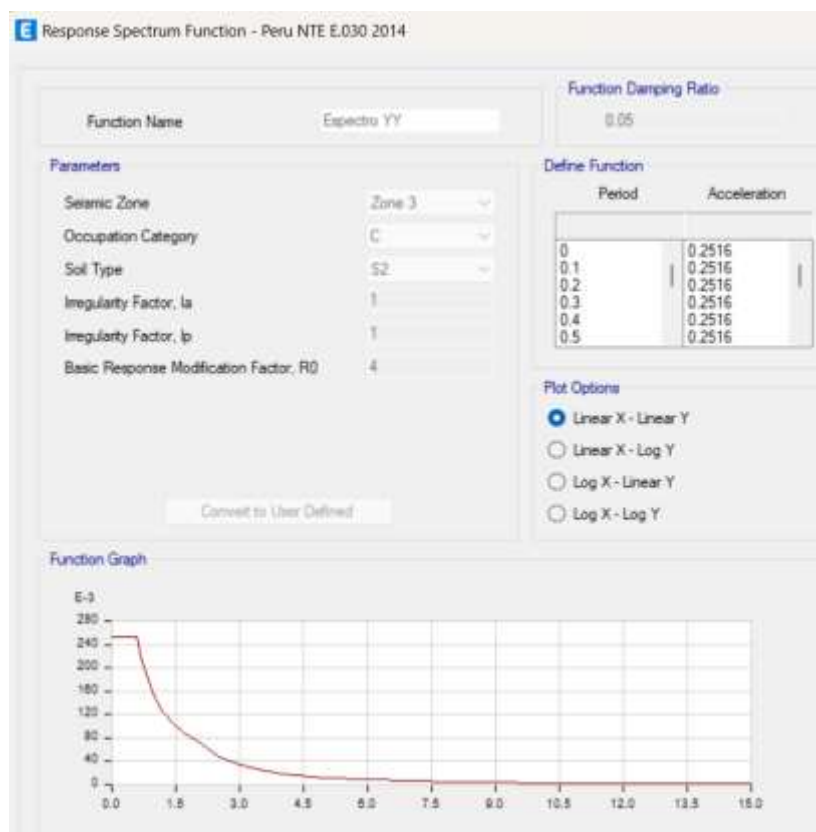 E Response Spectrum Function - Peru NTE E.030 2014
Function Name Espectro YY
Function Damping Ratio
0.05
Parameters
Seismic Zone Zone 3
Occupation Category C
Soil Type S2
Irregularity Factor, Ia 1
Irregularity Factor, Ip 1
Basic Response Modification Factor, R0 4
Convert to User Defined
Define Function
Period Acceleration
0 0.2516
0.1 0.2516
0.2 0.2516
0.3 0.2516
0.4 0.2516
0.5 0.2516
Plot Options
Linear X - Linear Y
Linear X - Log Y
Log X - Linear Y
Log X - Log Y
Function Graph
E-3
280
240
200
160
120
80
40
0
0.0 1.5 3.0 4.5 6.0 7.5 9.0 10.5 12.0 13.5 15.0